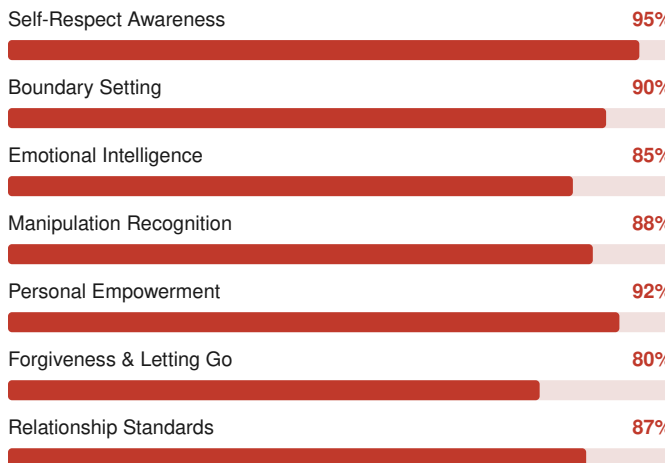 Self-Respect Awareness 95%
Boundary Setting 90%
Emotional Intelligence 85%
Manipulation Recognition 88%
Personal Empowerment 92%
Forgiveness & Letting Go 80%
Relationship Standards 87%